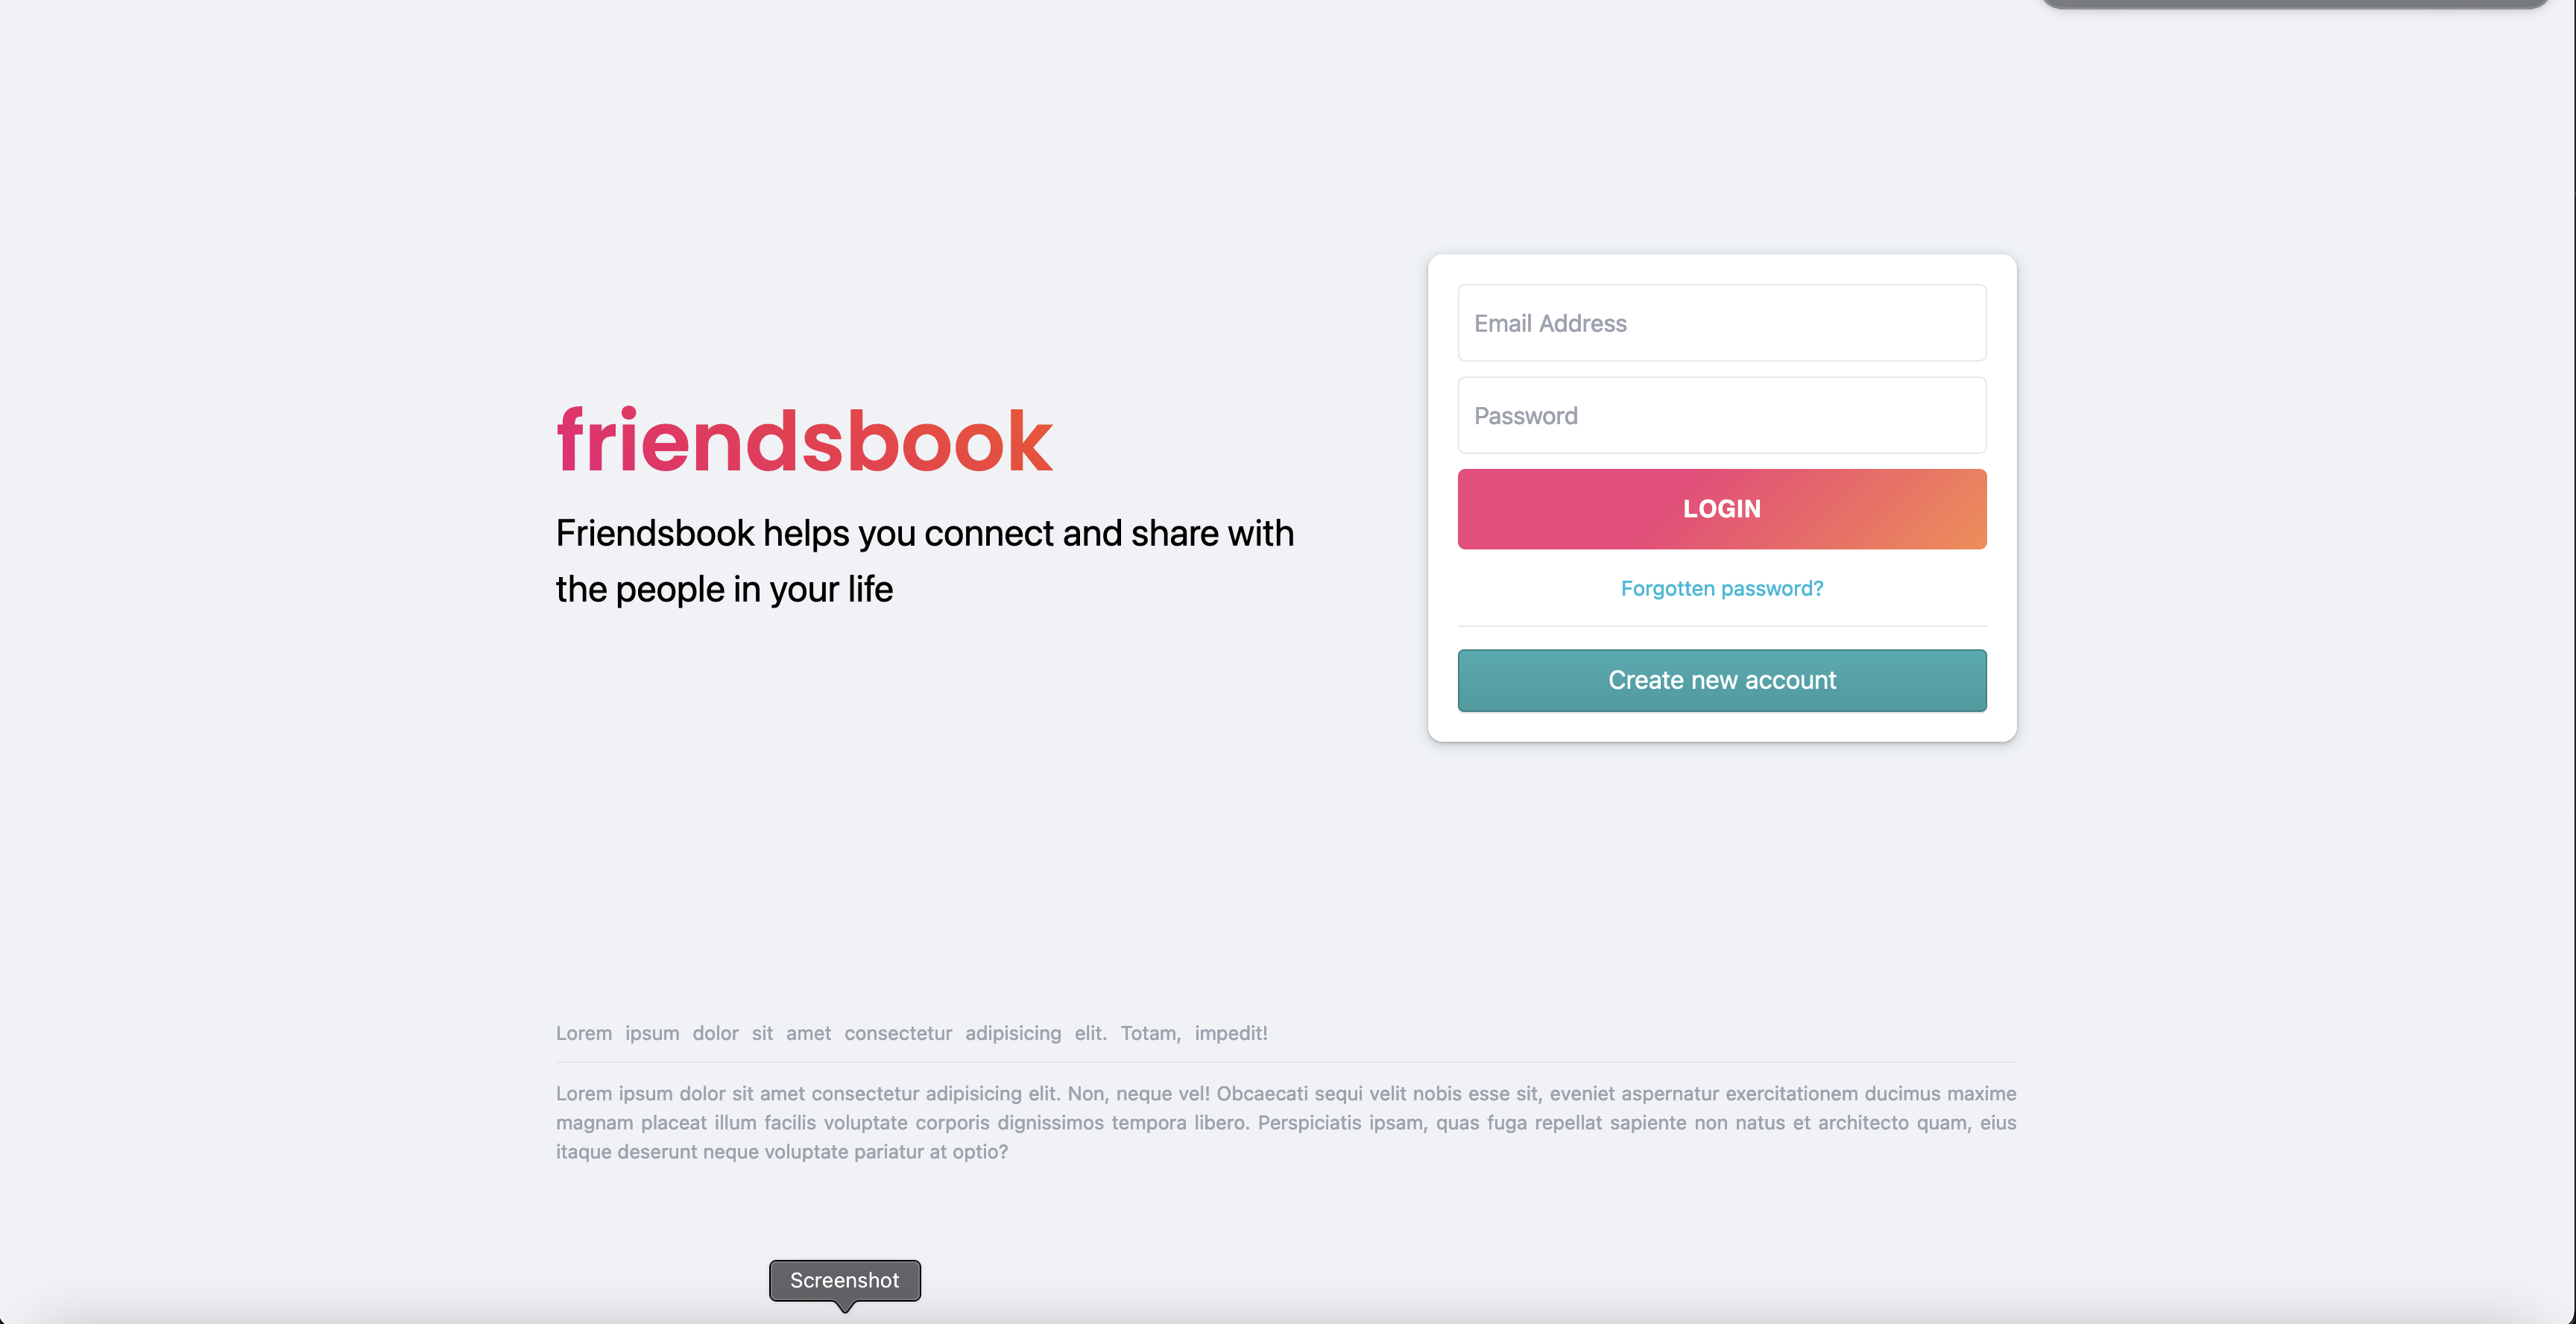 friendsbook
Friendsbook helps you connect and share with
the people in your life
Email Address
Password
LOGIN
Forgotten password?
Create new account
Lorem ipsum dolor sit amet consectetur adipisicing elit. Totam, impedit!
Lorem ipsum dolor sit amet consectetur adipisicing elit. Non, neque vel! Obcaecati sequi velit nobis esse sit, eveniet aspernatur exercitationem ducimus maxime
magnam placeat illum facilis voluptate corporis dignissimos tempora libero. Perspiciatis ipsam, quas fuga repellat sapiente non natus et architecto quam, eius
itaque deserunt neque voluptate pariatur at optio?
Screenshot